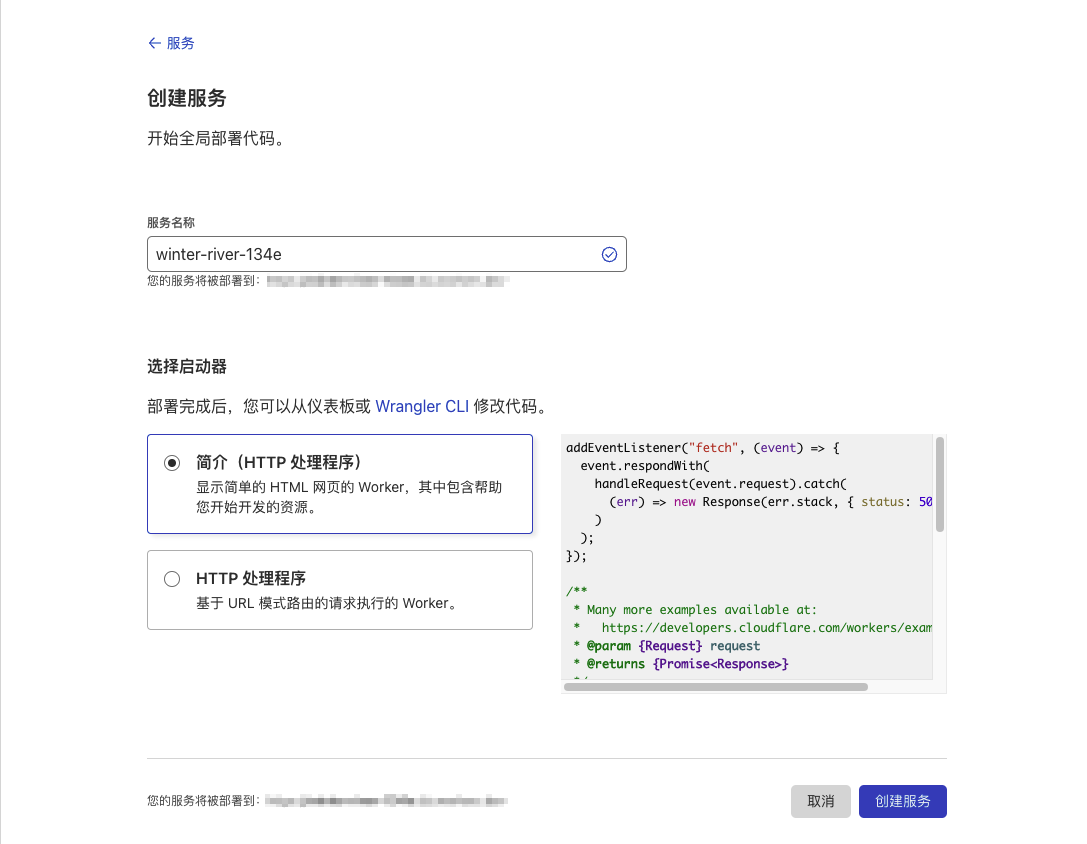 ← 服务
创建服务
开始全局部署代码。
服务名称
winter-river-134e
您的服务将被部署到：
选择启动器
部署完成后，您可以从仪表板或 Wrangler CLI 修改代码。
简介（HTTP 处理程序）
显示简单的 HTML 网页的 Worker，其中包含帮助
您开始开发的资源。
HTTP 处理程序
基于 URL 模式路由的请求执行的 Worker。
addEventListener("fetch", (event) => {
  event.respondWith(
    handleRequest(event.request).catch(
      (err) => new Response(err.stack, { status: 50
    )
  );
});
/**
 * Many more examples available at:
 *   https://developers.cloudflare.com/workers/exam
 * @param {Request} request
 * @returns {Promise<Response>}
您的服务将被部署到：
取消
创建服务